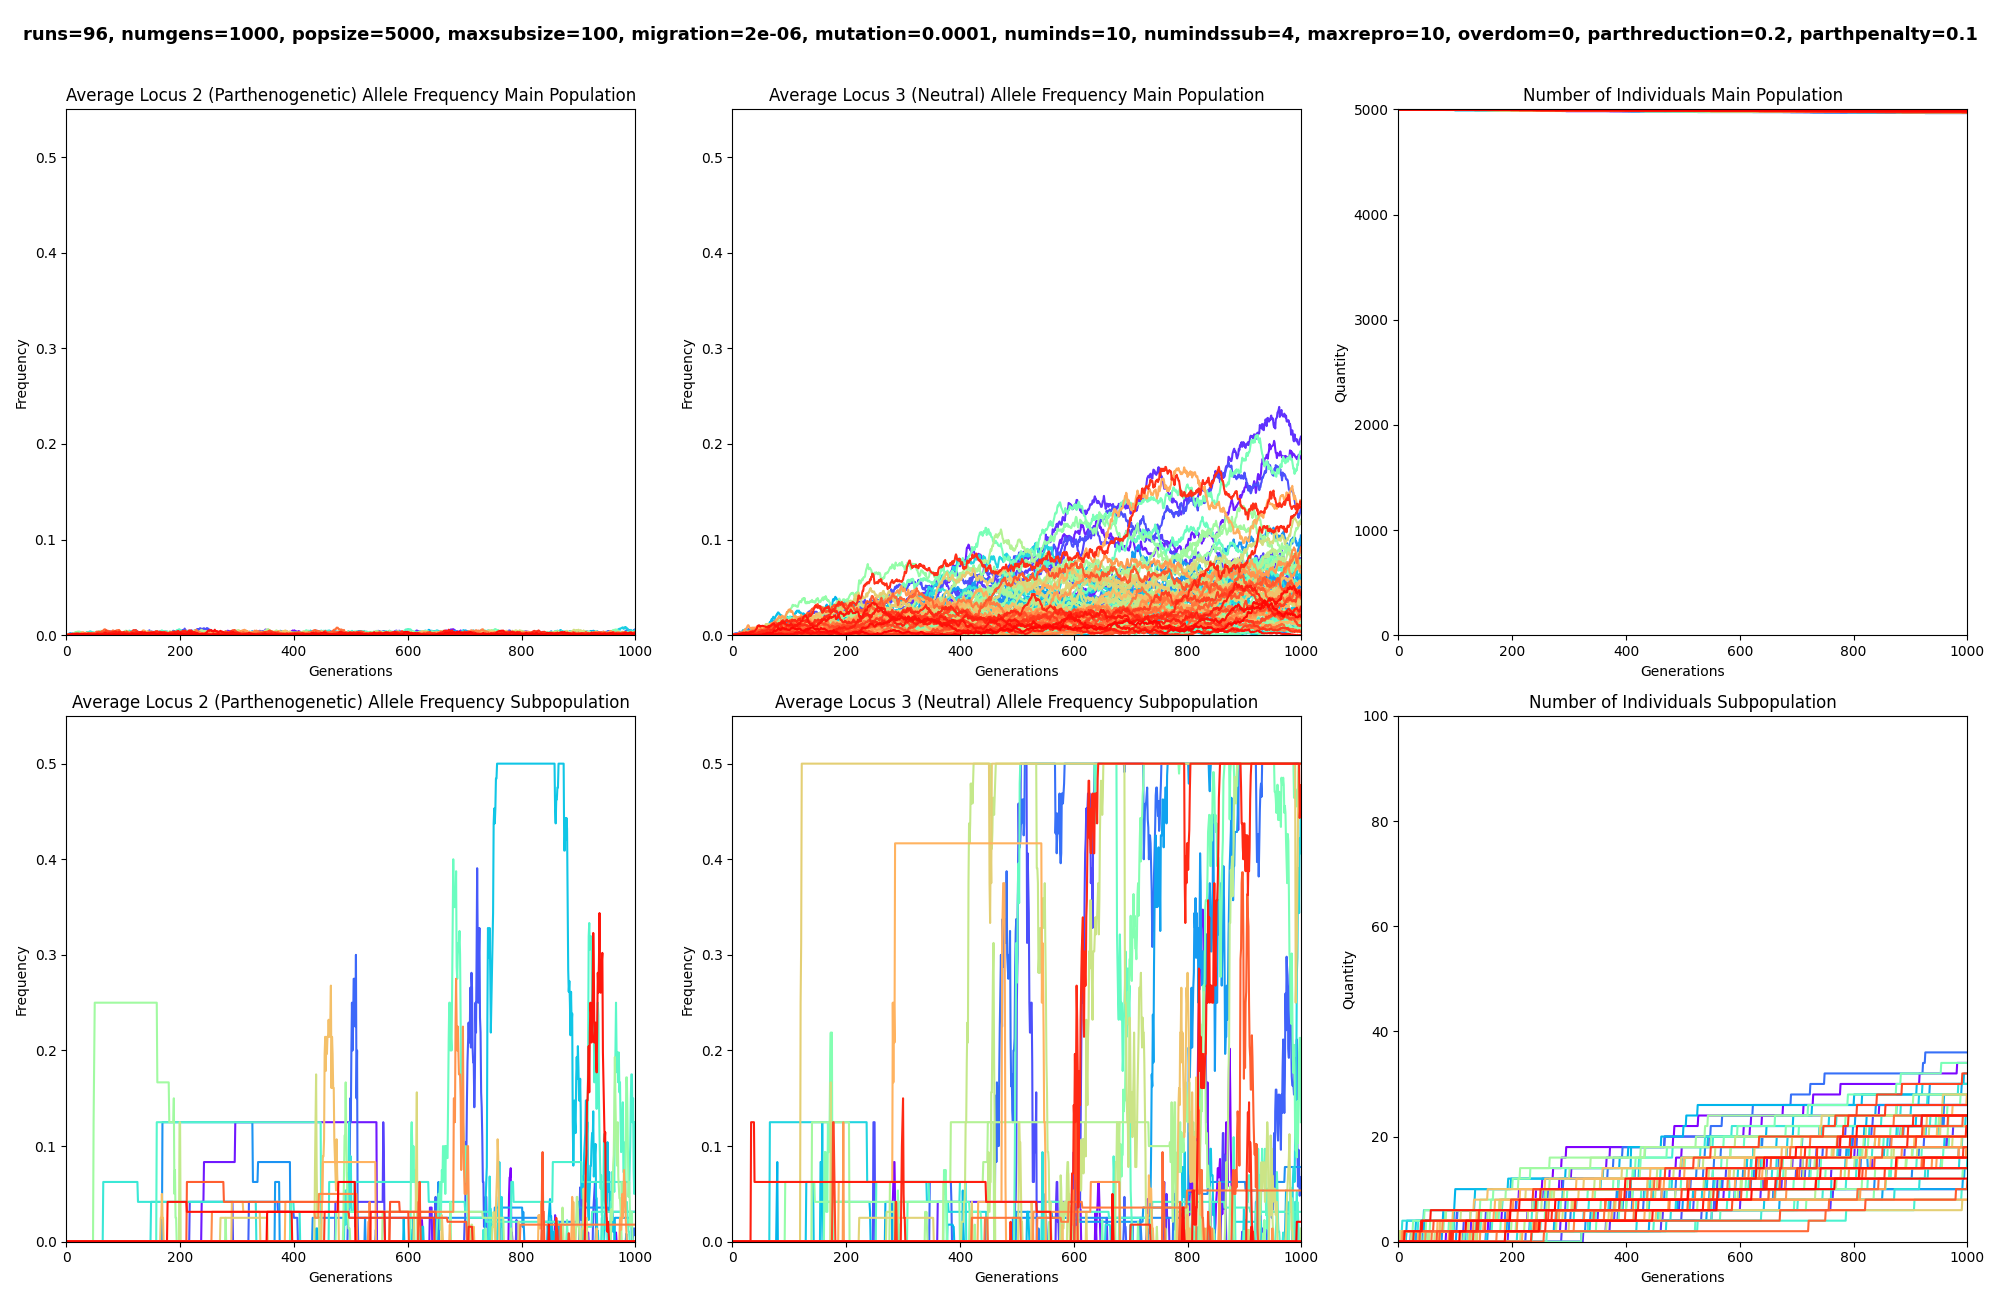 runs=96, numgens=1000, popsize=5000, maxsubsize=100, migration=2e-06, mutation=0.0001, numinds=10, numindssub=4, maxrepro=10, overdom=0, parthreduction=0.2, parthpenalty=0.1
Average Locus 2 (Parthenogenetic) Allele Frequency Main Population
Frequency
0.5
0.4
0.3
0.2
0.1
0.0
0 200 400 600 800 1000
Generations
Average Locus 3 (Neutral) Allele Frequency Main Population
Frequency
0.5
0.4
0.3
0.2
0.1
0.0
0 200 400 600 800 1000
Generations
Number of Individuals Main Population
Quantity
5000
4000
3000
2000
1000
0
0 200 400 600 800 1000
Generations
Average Locus 2 (Parthenogenetic) Allele Frequency Subpopulation
Frequency
0.5
0.4
0.3
0.2
0.1
0.0
0 200 400 600 800 1000
Generations
Average Locus 3 (Neutral) Allele Frequency Subpopulation
Frequency
0.5
0.4
0.3
0.2
0.1
0.0
0 200 400 600 800 1000
Generations
Number of Individuals Subpopulation
Quantity
100
80
60
40
20
0
0 200 400 600 800 1000
Generations